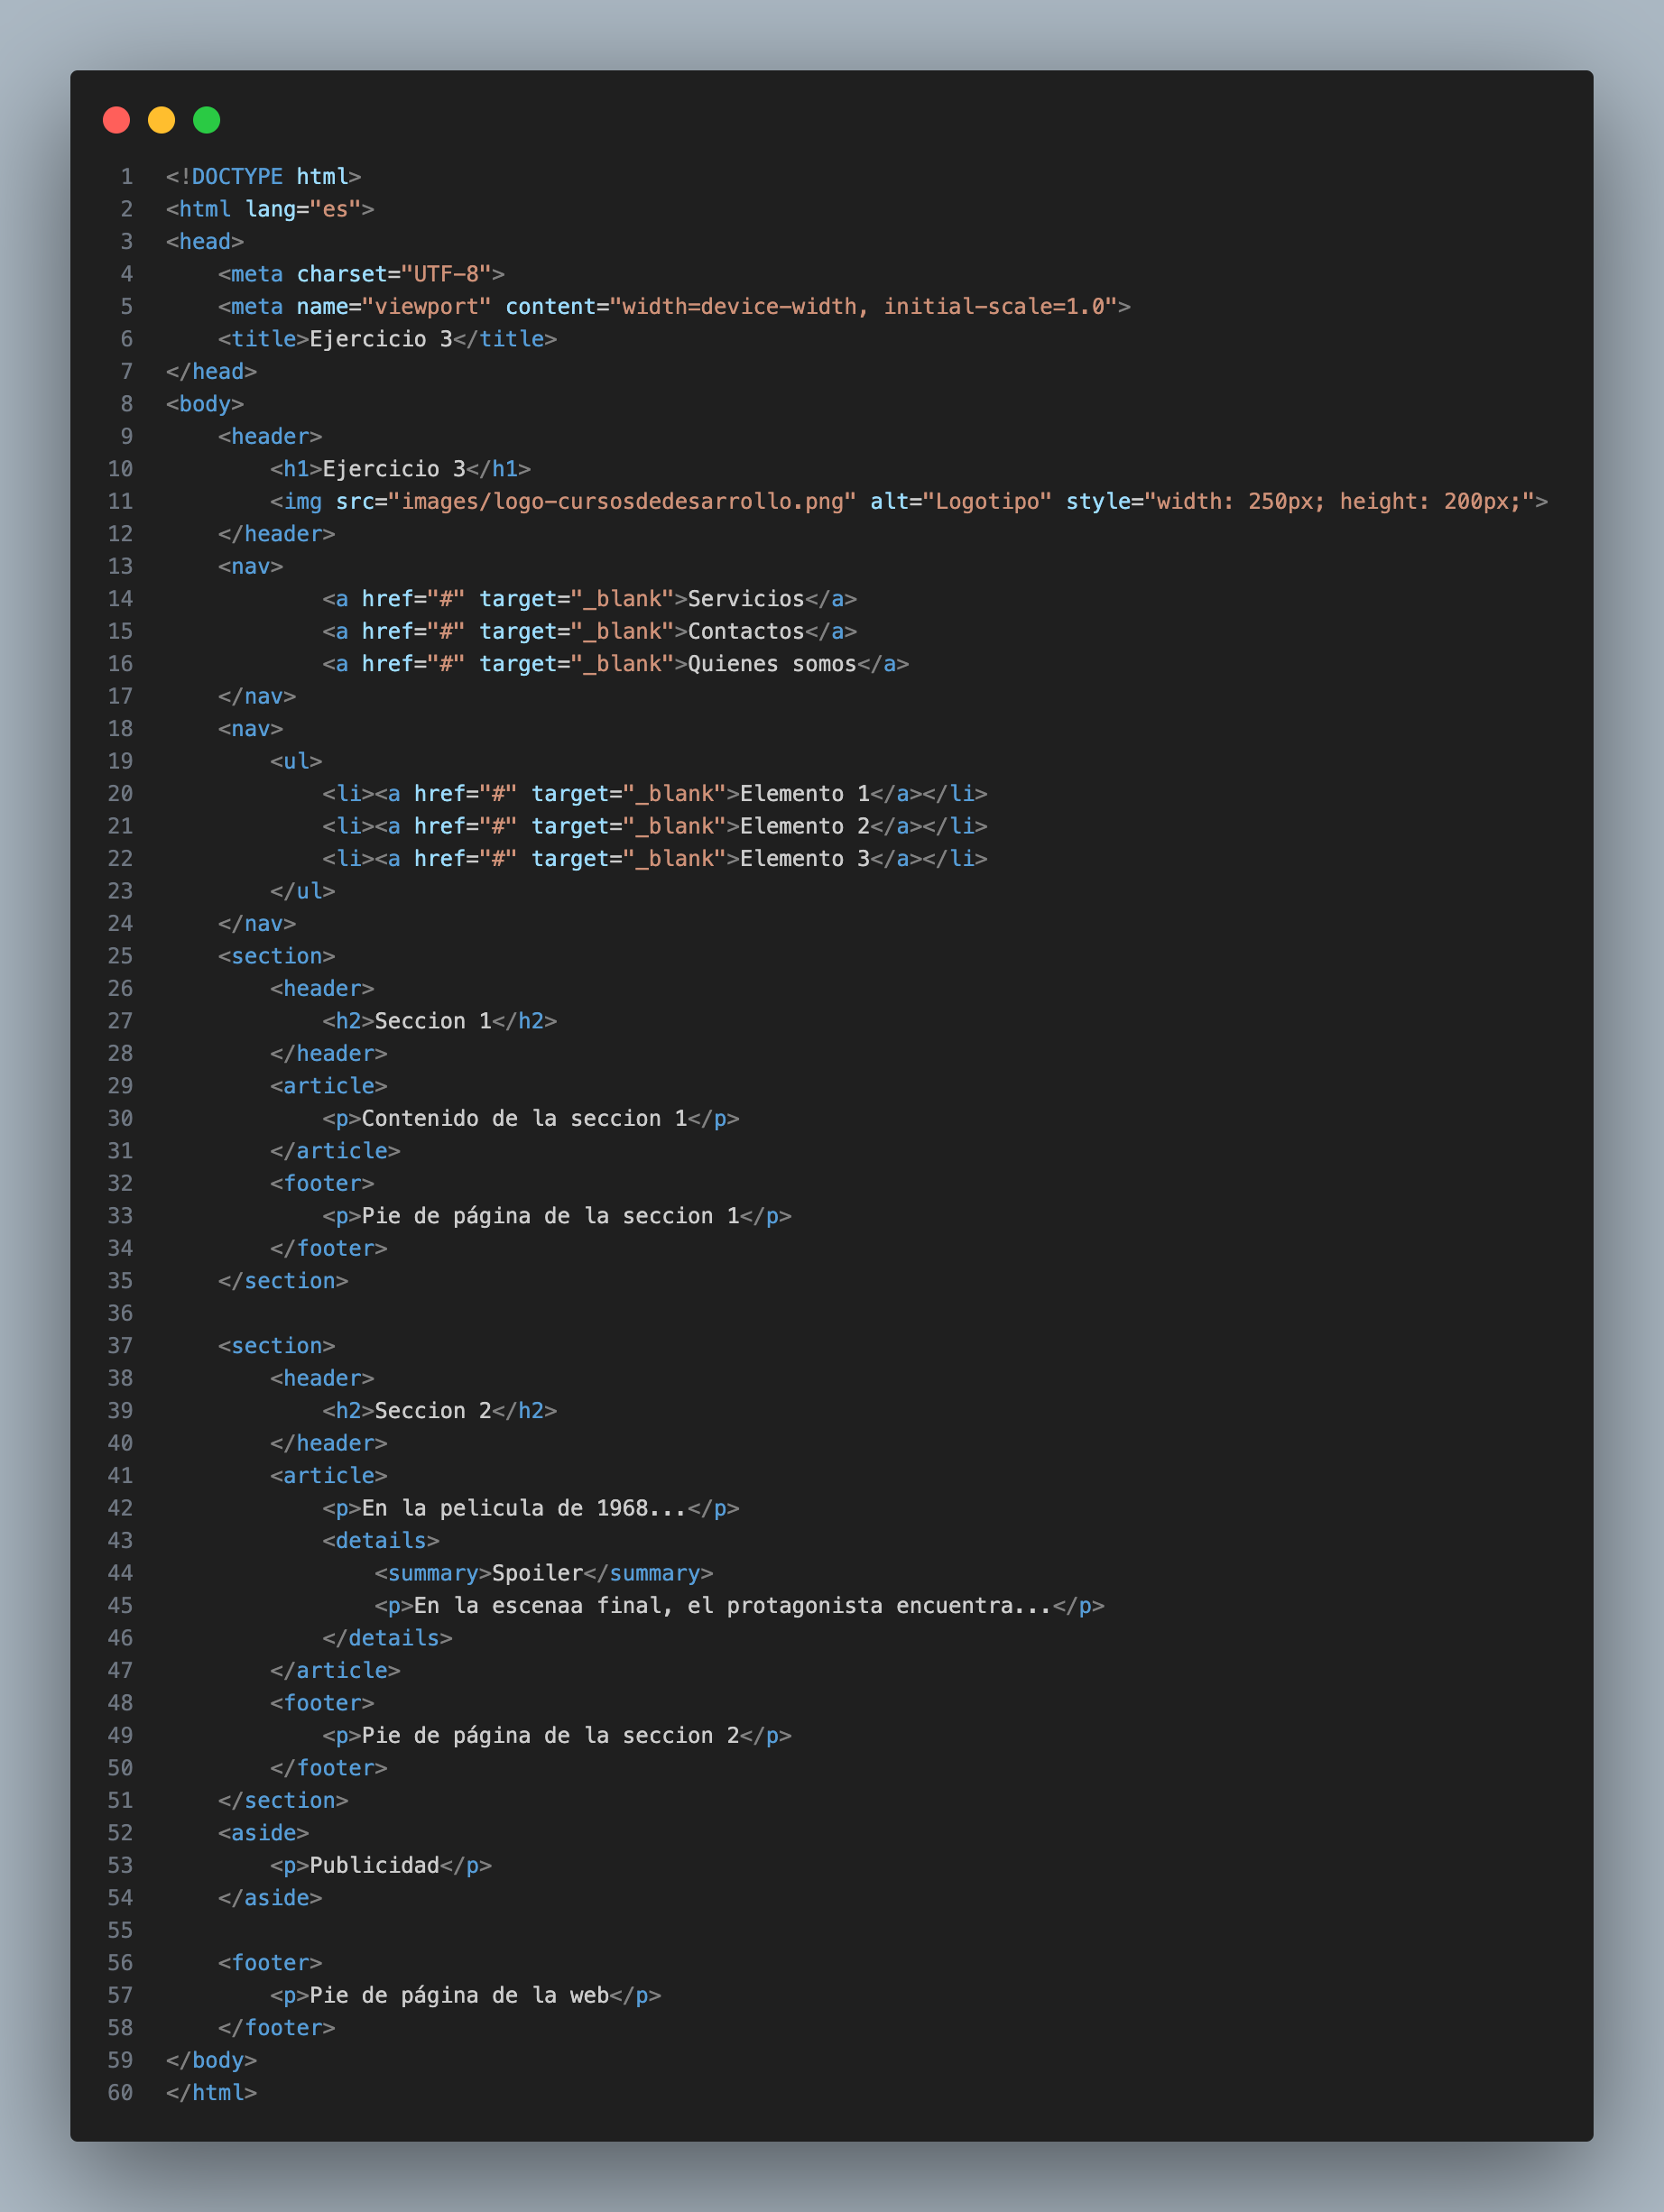 1 <!DOCTYPE html>
2 <html lang="es">
3 <head>
4     <meta charset="UTF-8">
5     <meta name="viewport" content="width=device-width, initial-scale=1.0">
6     <title>Ejercicio 3</title>
7 </head>
8 <body>
9     <header>
10         <h1>Ejercicio 3</h1>
11         <img src="images/logo-cursosdedesarrollo.png" alt="Logotipo" style="width: 250px; height: 200px;">
12     </header>
13     <nav>
14             <a href="#" target="_blank">Servicios</a>
15             <a href="#" target="_blank">Contactos</a>
16             <a href="#" target="_blank">Quienes somos</a>
17     </nav>
18     <nav>
19         <ul>
20             <li><a href="#" target="_blank">Elemento 1</a></li>
21             <li><a href="#" target="_blank">Elemento 2</a></li>
22             <li><a href="#" target="_blank">Elemento 3</a></li>
23         </ul>
24     </nav>
25     <section>
26         <header>
27             <h2>Seccion 1</h2>
28         </header>
29         <article>
30             <p>Contenido de la seccion 1</p>
31         </article>
32         <footer>
33             <p>Pie de página de la seccion 1</p>
34         </footer>
35     </section>
36
37     <section>
38         <header>
39             <h2>Seccion 2</h2>
40         </header>
41         <article>
42             <p>En la pelicula de 1968...</p>
43             <details>
44                 <summary>Spoiler</summary>
45                 <p>En la escenaa final, el protagonista encuentra...</p>
46             </details>
47         </article>
48         <footer>
49             <p>Pie de página de la seccion 2</p>
50         </footer>
51     </section>
52     <aside>
53         <p>Publicidad</p>
54     </aside>
55
56     <footer>
57         <p>Pie de página de la web</p>
58     </footer>
59 </body>
60 </html>